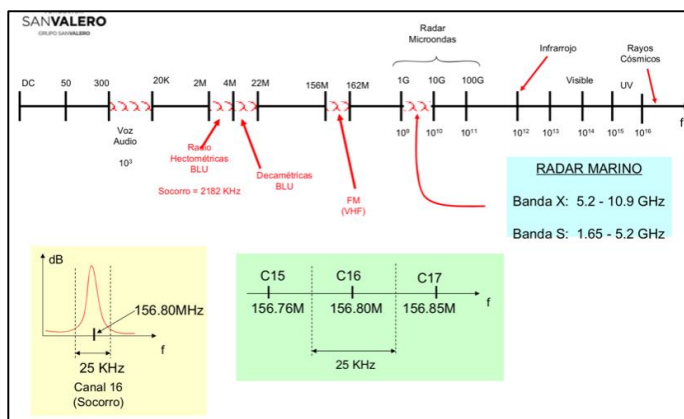 SANVALERO
GRUPO SANVALERO
Radar
Microondas
Infrarrojo
Rayos
Cósmicos
Visible
UV
DC 50 300 20K 2M 4M 22M 156M 162M 1G 10G 100G
10⁹ 10¹⁰ 10¹¹ 10¹² 10¹³ 10¹⁴ 10¹⁵ 10¹⁶ f
Voz
Audio
10³
Radio
Hectométricas
BLU
Socorro = 2182 KHz
Decamétricas
BLU
FM
(VHF)
RADAR MARINO
Banda X: 5.2 - 10.9 GHz
Banda S: 1.65 - 5.2 GHz
dB
156.80MHz
f
25 KHz
Canal 16
(Socorro)
C15 C16 C17
156.76M 156.80M 156.85M f
25 KHz